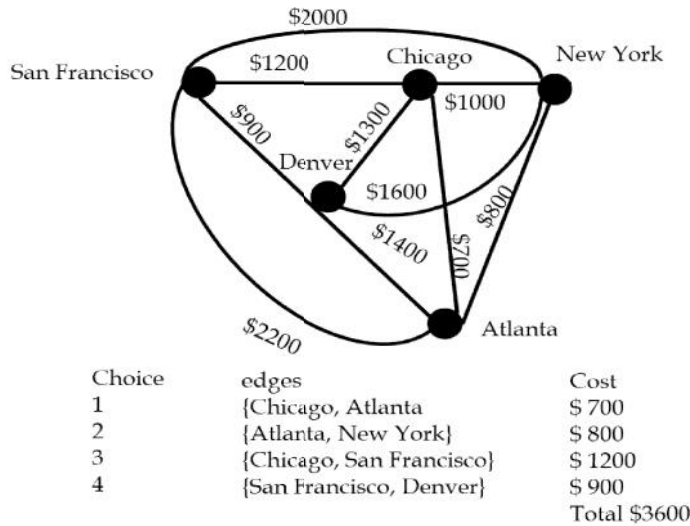 $2000
San Francisco
$1200
Chicago
New York
$1000
$900
$1300
Denver
$1600
$800
$1400
$700
$2200
Atlanta
Choice edges Cost
1 {Chicago, Atlanta $ 700
2 {Atlanta, New York} $ 800
3 {Chicago, San Francisco} $ 1200
4 {San Francisco, Denver} $ 900
Total $3600